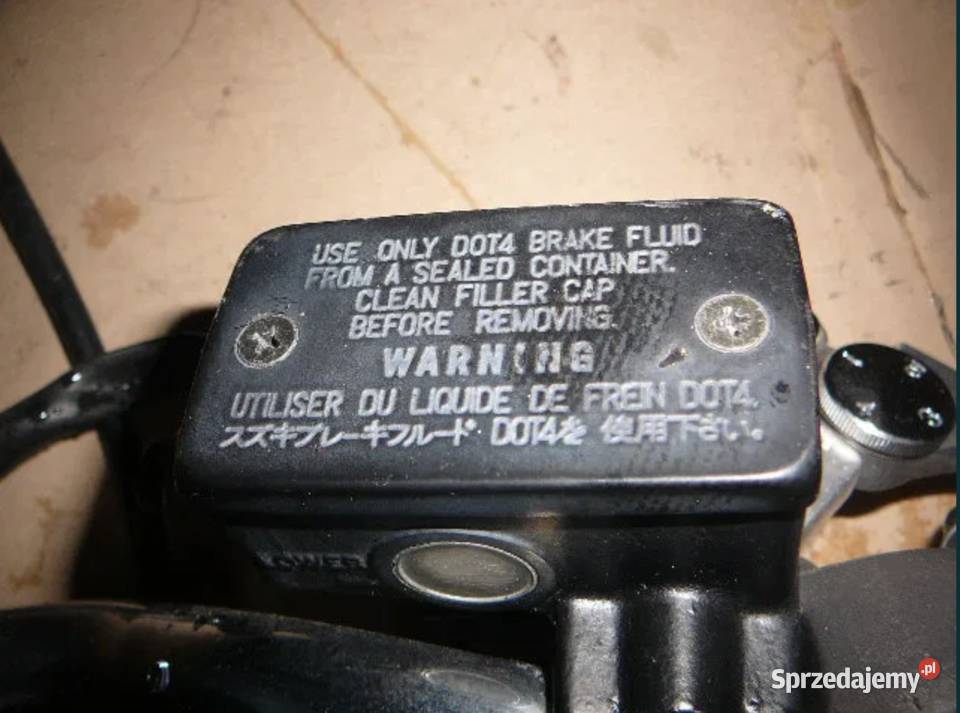 USE ONLY DOT4 BRAKE FLUID
FROM A SEALED CONTAINER.
CLEAN FILLER CAP
BEFORE REMOVING.
WARNING
UTILISER DU LIQUIDE DE FREIN DOT4.
スズキブレーキフルード DOT4を 使用下さい。
LOWER
Sprzedajemy.pl